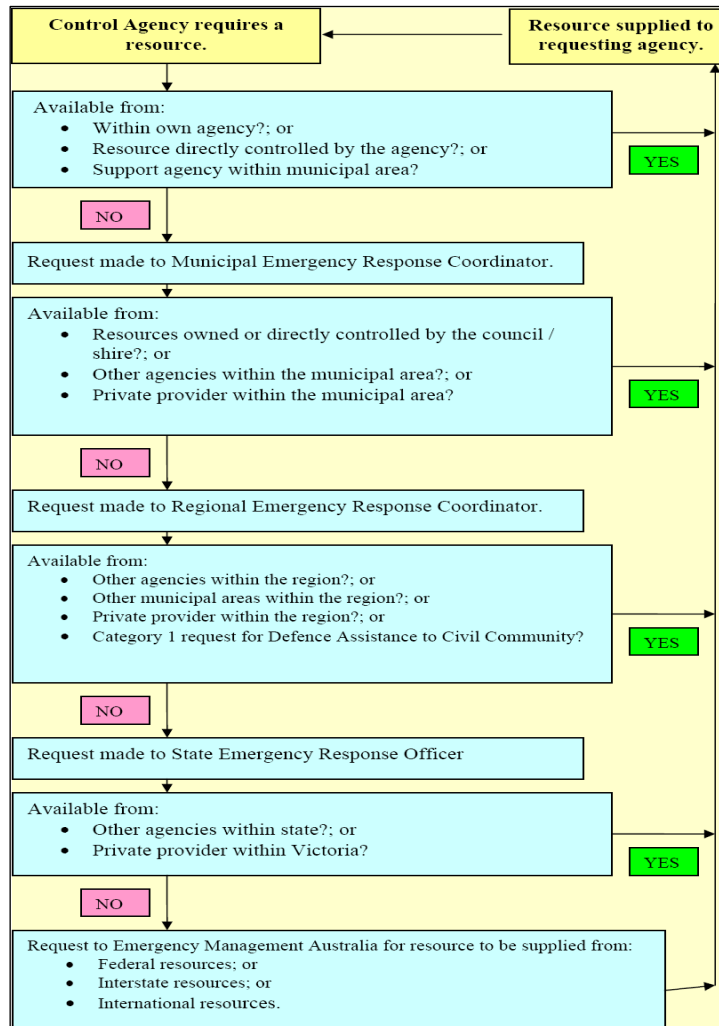 Control Agency requires a
resource.
Resource supplied to
requesting agency.
Available from:
• Within own agency?; or
• Resource directly controlled by the agency?; or
• Support agency within municipal area?
YES
NO
Request made to Municipal Emergency Response Coordinator.
Available from:
• Resources owned or directly controlled by the council /
shire?; or
• Other agencies within the municipal area?; or
• Private provider within the municipal area?
YES
NO
Request made to Regional Emergency Response Coordinator.
Available from:
• Other agencies within the region?; or
• Other municipal areas within the region?; or
• Private provider within the region?; or
• Category 1 request for Defence Assistance to Civil Community?
YES
NO
Request made to State Emergency Response Officer
Available from:
• Other agencies within state?; or
• Private provider within Victoria?
YES
NO
Request to Emergency Management Australia for resource to be supplied from:
• Federal resources; or
• Interstate resources; or
• International resources.